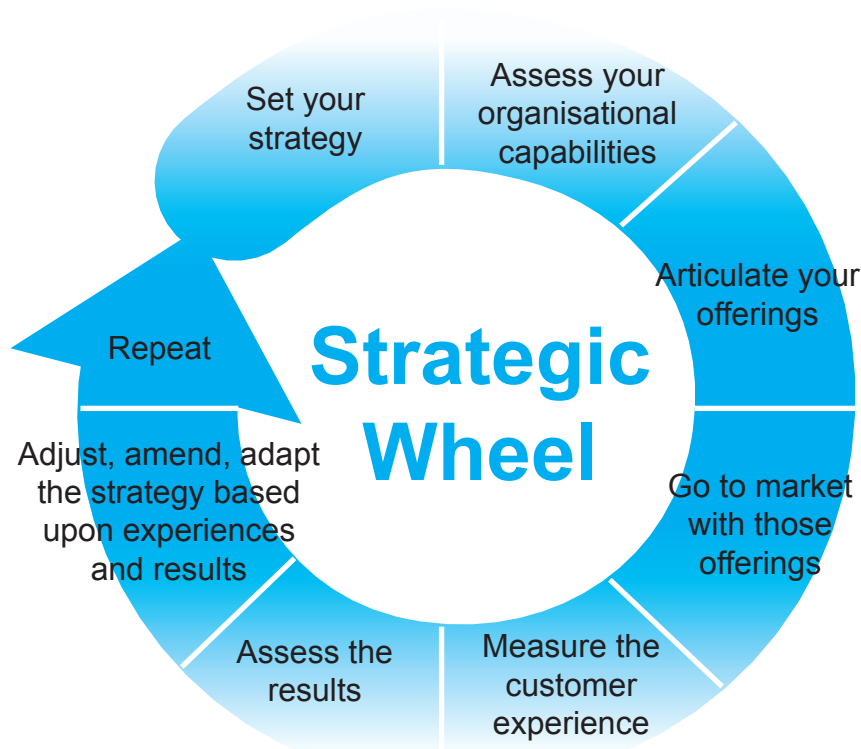 Set your
strategy
Assess your
organisational
capabilities
Articulate your
offerings
Go to market
with those
offerings
Measure the
customer
experience
Assess the
results
Adjust, amend, adapt
the strategy based
upon experiences
and results
Repeat
Strategic
Wheel